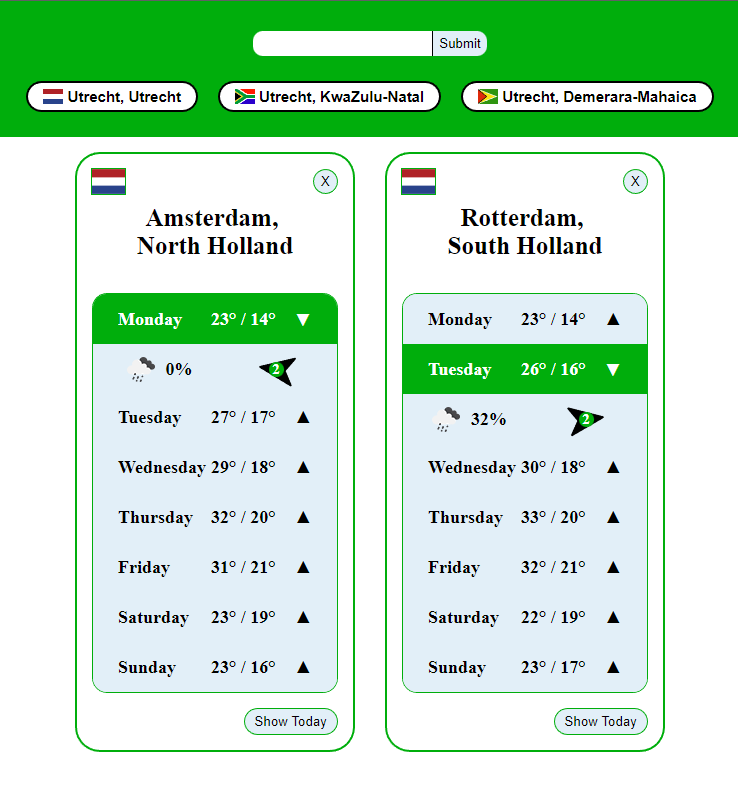 Submit
Utrecht, Utrecht
Utrecht, KwaZulu-Natal
Utrecht, Demerara-Mahaica
X
Amsterdam,
North Holland
Monday 23° / 14° ▼
0% 2
Tuesday 27° / 17° ▲
Wednesday 29° / 18° ▲
Thursday 32° / 20° ▲
Friday 31° / 21° ▲
Saturday 23° / 19° ▲
Sunday 23° / 16° ▲
Show Today
X
Rotterdam,
South Holland
Monday 23° / 14° ▲
Tuesday 26° / 16° ▼
32% 2
Wednesday 30° / 18° ▲
Thursday 33° / 20° ▲
Friday 32° / 21° ▲
Saturday 22° / 19° ▲
Sunday 23° / 17° ▲
Show Today